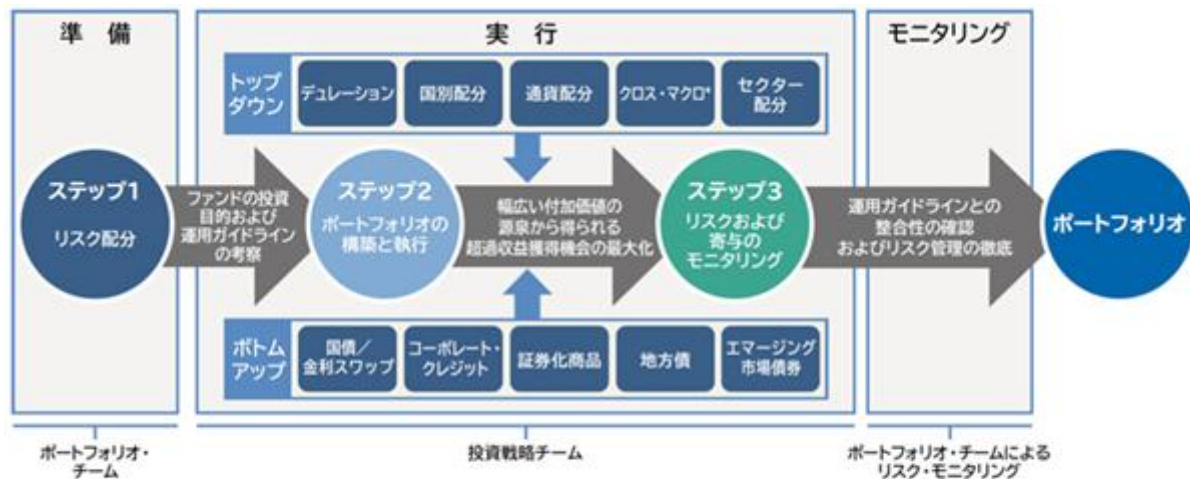 準 備
実 行
モニタリング
トップ
ダウン
デュレーション
国別配分
通貨配分
クロス・マクロ*
セクター
配分
ステップ1
リスク配分
ファンドの投資
目的および
運用ガイドライン
の考察
ステップ2
ポートフォリオの
構築と執行
幅広い付加価値の
源泉から得られる
超過収益獲得機会の最大化
ステップ3
リスクおよび
寄与の
モニタリング
運用ガイドラインとの
整合性の確認
およびリスク管理の徹底
ポートフォリオ
ボトム
アップ
国債／
金利スワップ
コーポレート・
クレジット
証券化商品
地方債
エマージング
市場債券
ポートフォリオ・
チーム
投資戦略チーム
ポートフォリオ・チームによる
リスク・モニタリング